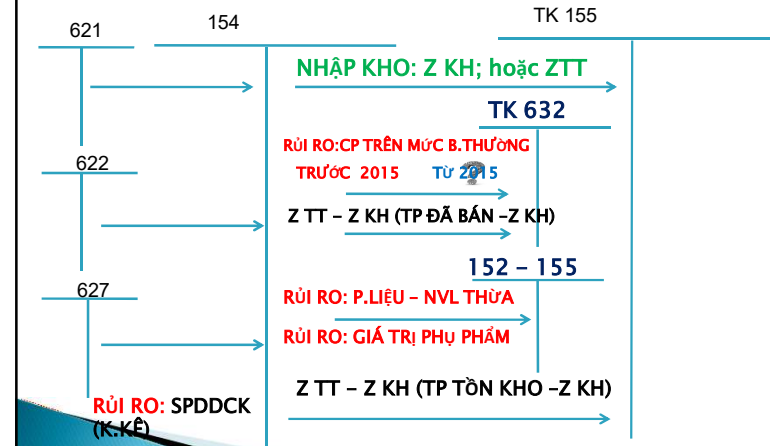 621
154
TK 155
NHẬP KHO: Z KH; hoặc ZTT
TK 632
RỦI RO:CP TRÊN MỨC B.THƯỜNG
TRƯỚC 2015 TỪ 2015
622
Z TT – Z KH (TP ĐÃ BÁN –Z KH)
152 – 155
627
RỦI RO: P.LIỆU – NVL THỪA
RỦI RO: GIÁ TRỊ PHỤ PHẨM
Z TT – Z KH (TP TỒN KHO –Z KH)
RỦI RO: SPDDCK
(K.KÊ)